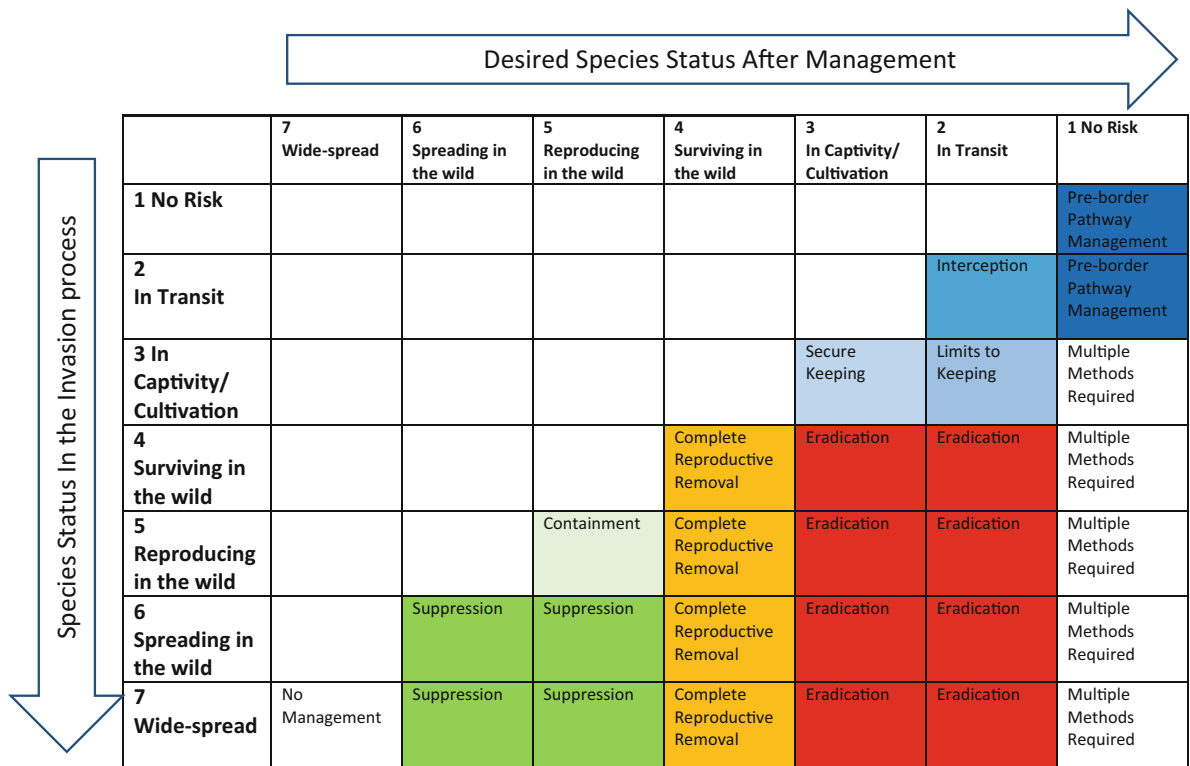 Desired Species Status After Management
Species Status In the Invasion process
7
Wide-spread
6
Spreading in
the wild
5
Reproducing
in the wild
4
Surviving in
the wild
3
In Captivity/
Cultivation
2
In Transit
1 No Risk
1 No Risk
Pre-border
Pathway
Management
2
In Transit
Interception
Pre-border
Pathway
Management
3 In
Captivity/
Cultivation
Secure
Keeping
Limits to
Keeping
Multiple
Methods
Required
4
Surviving in
the wild
Complete
Reproductive
Removal
Eradication
Eradication
Multiple
Methods
Required
5
Reproducing
in the wild
Containment
Complete
Reproductive
Removal
Eradication
Eradication
Multiple
Methods
Required
6
Spreading in
the wild
Suppression
Suppression
Complete
Reproductive
Removal
Eradication
Eradication
Multiple
Methods
Required
7
Wide-spread
No
Management
Suppression
Suppression
Complete
Reproductive
Removal
Eradication
Eradication
Multiple
Methods
Required